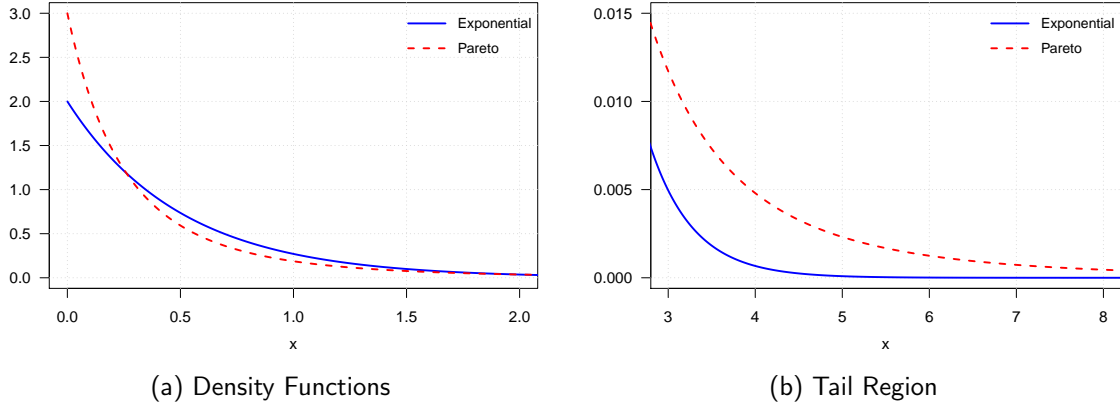 3.0
2.5
2.0
1.5
1.0
0.5
0.0
0.0 0.5 1.0 1.5 2.0
x
Exponential
Pareto
(a) Density Functions
0.015
0.010
0.005
0.000
3 4 5 6 7 8
x
Exponential
Pareto
(b) Tail Region